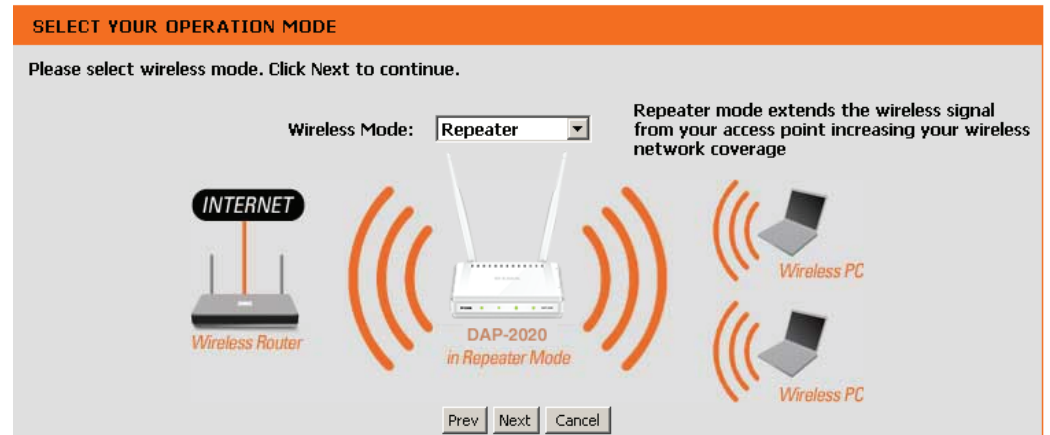 SELECT YOUR OPERATION MODE
Please select wireless mode. Click Next to continue.
Wireless Mode: Repeater
Repeater mode extends the wireless signal
from your access point increasing your wireless
network coverage
INTERNET
Wireless Router
DAP-2020
in Repeater Mode
Wireless PC
Wireless PC
Prev Next Cancel